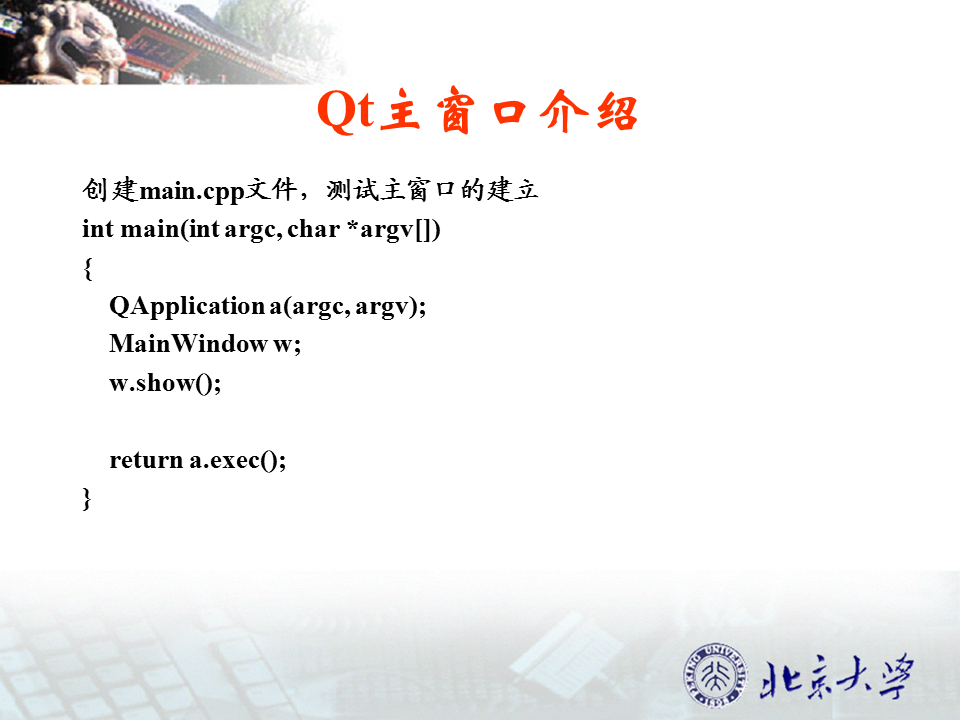 Qt主窗口介绍
创建main.cpp文件，测试主窗口的建立
int main(int argc, char *argv[])
{
QApplication a(argc, argv);
MainWindow w;
w.show();
return a.exec();
}
PEKING UNIVERSITY
1898
北京大学